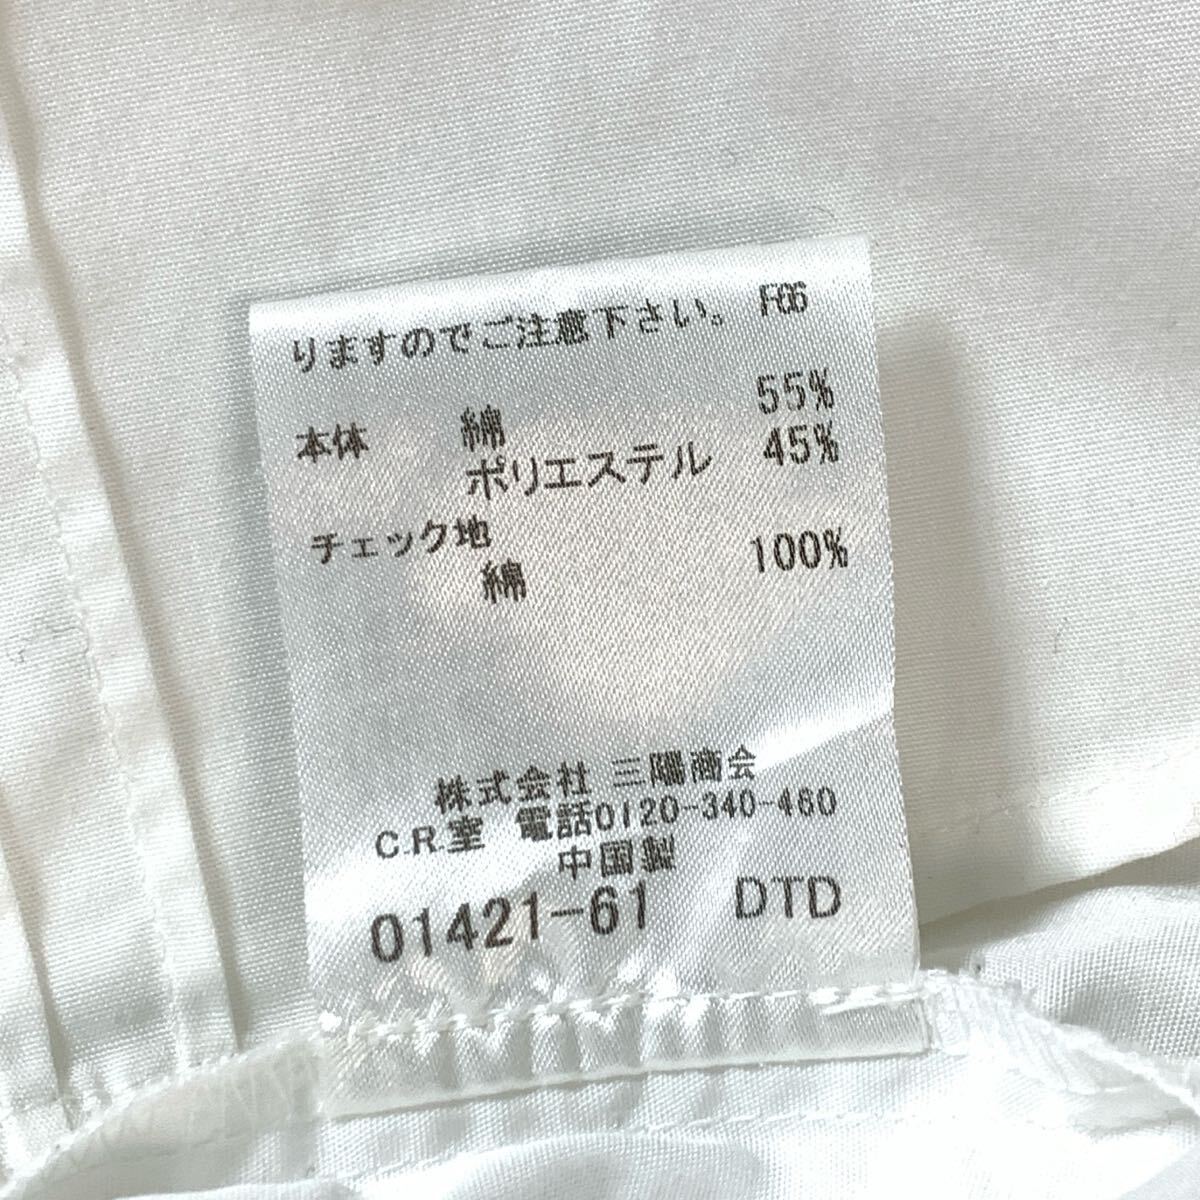 りますのでご注意下さい。 F06
本体 綿 55%
ポリエステル 45%
チェック地
綿 100%
株式会社 三陽商会
C.R.室 電話0120-340-460
中国製
01421-61 DTD